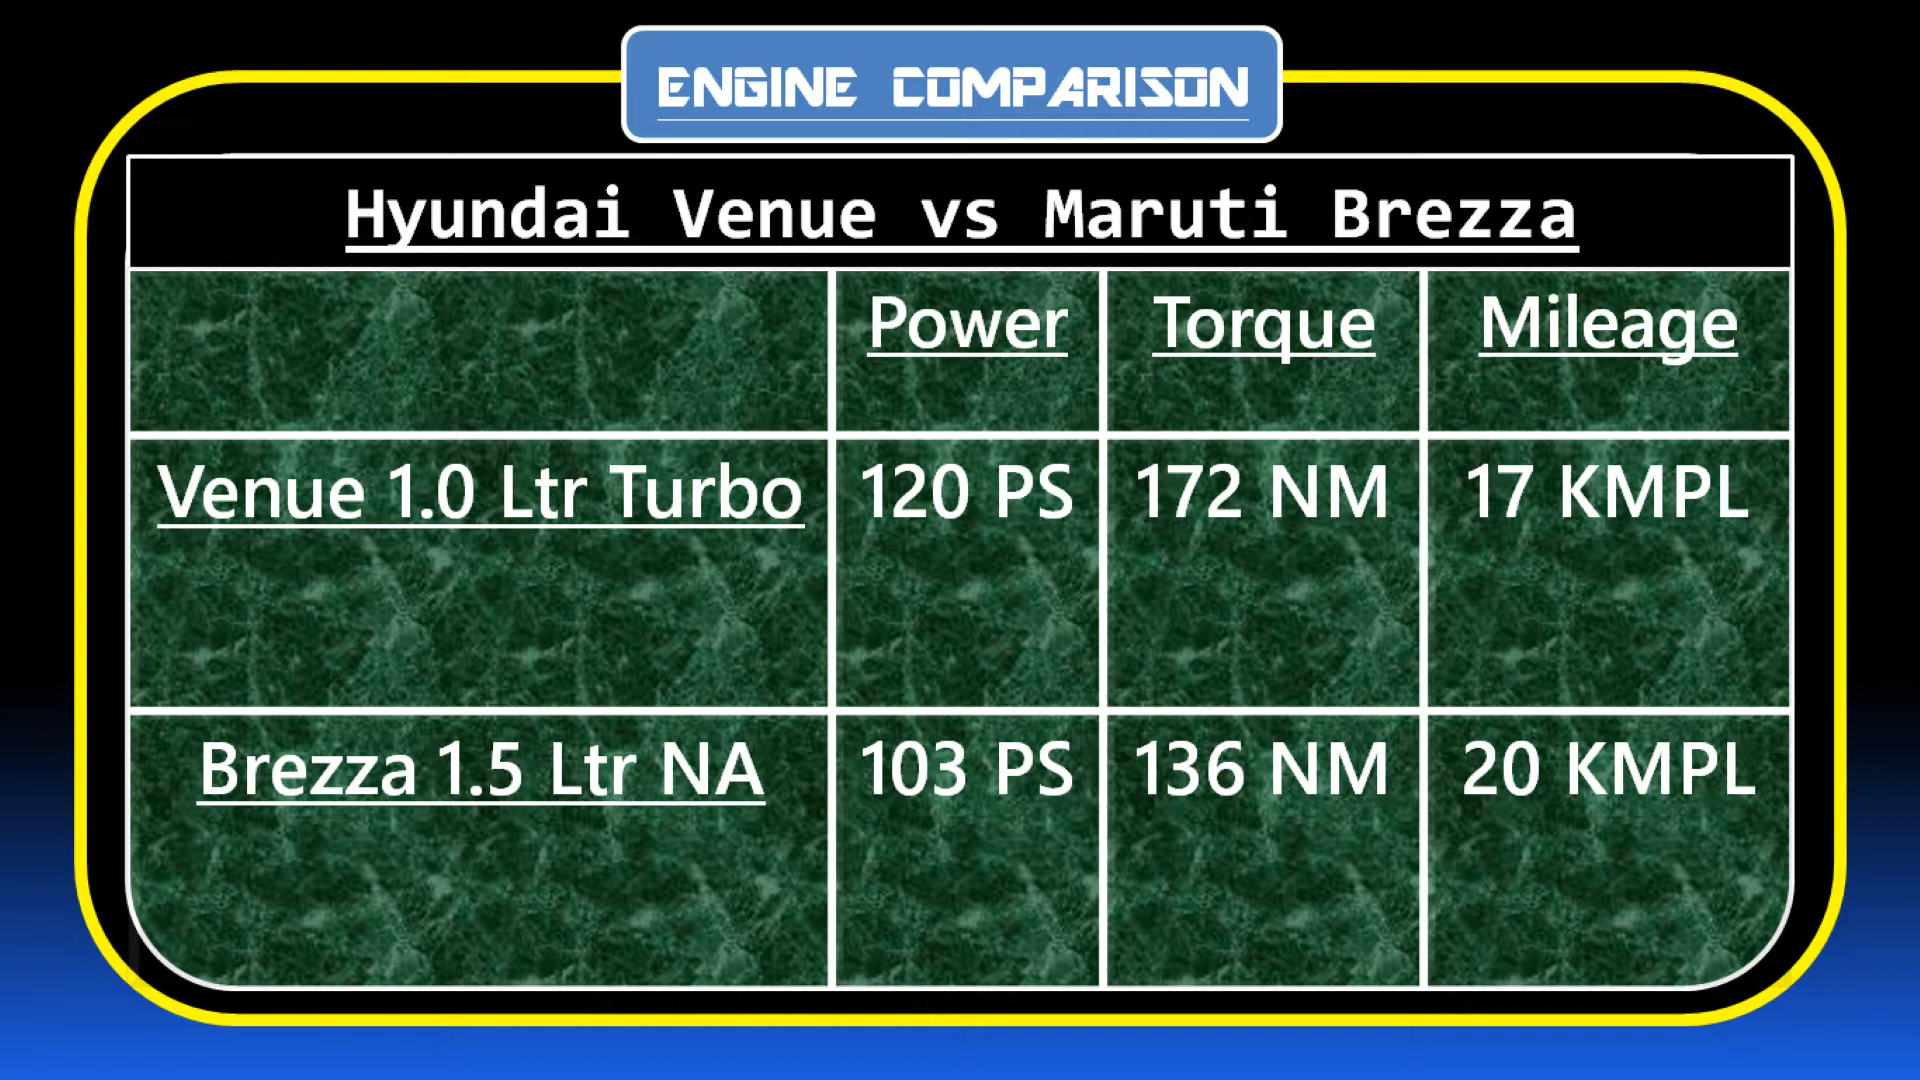 ENGINE COMPARISON
Hyundai Venue vs Maruti Brezza
Power Torque Mileage
Venue 1.0 Ltr Turbo 120 PS 172 NM 17 KMPL
Brezza 1.5 Ltr NA 103 PS 136 NM 20 KMPL